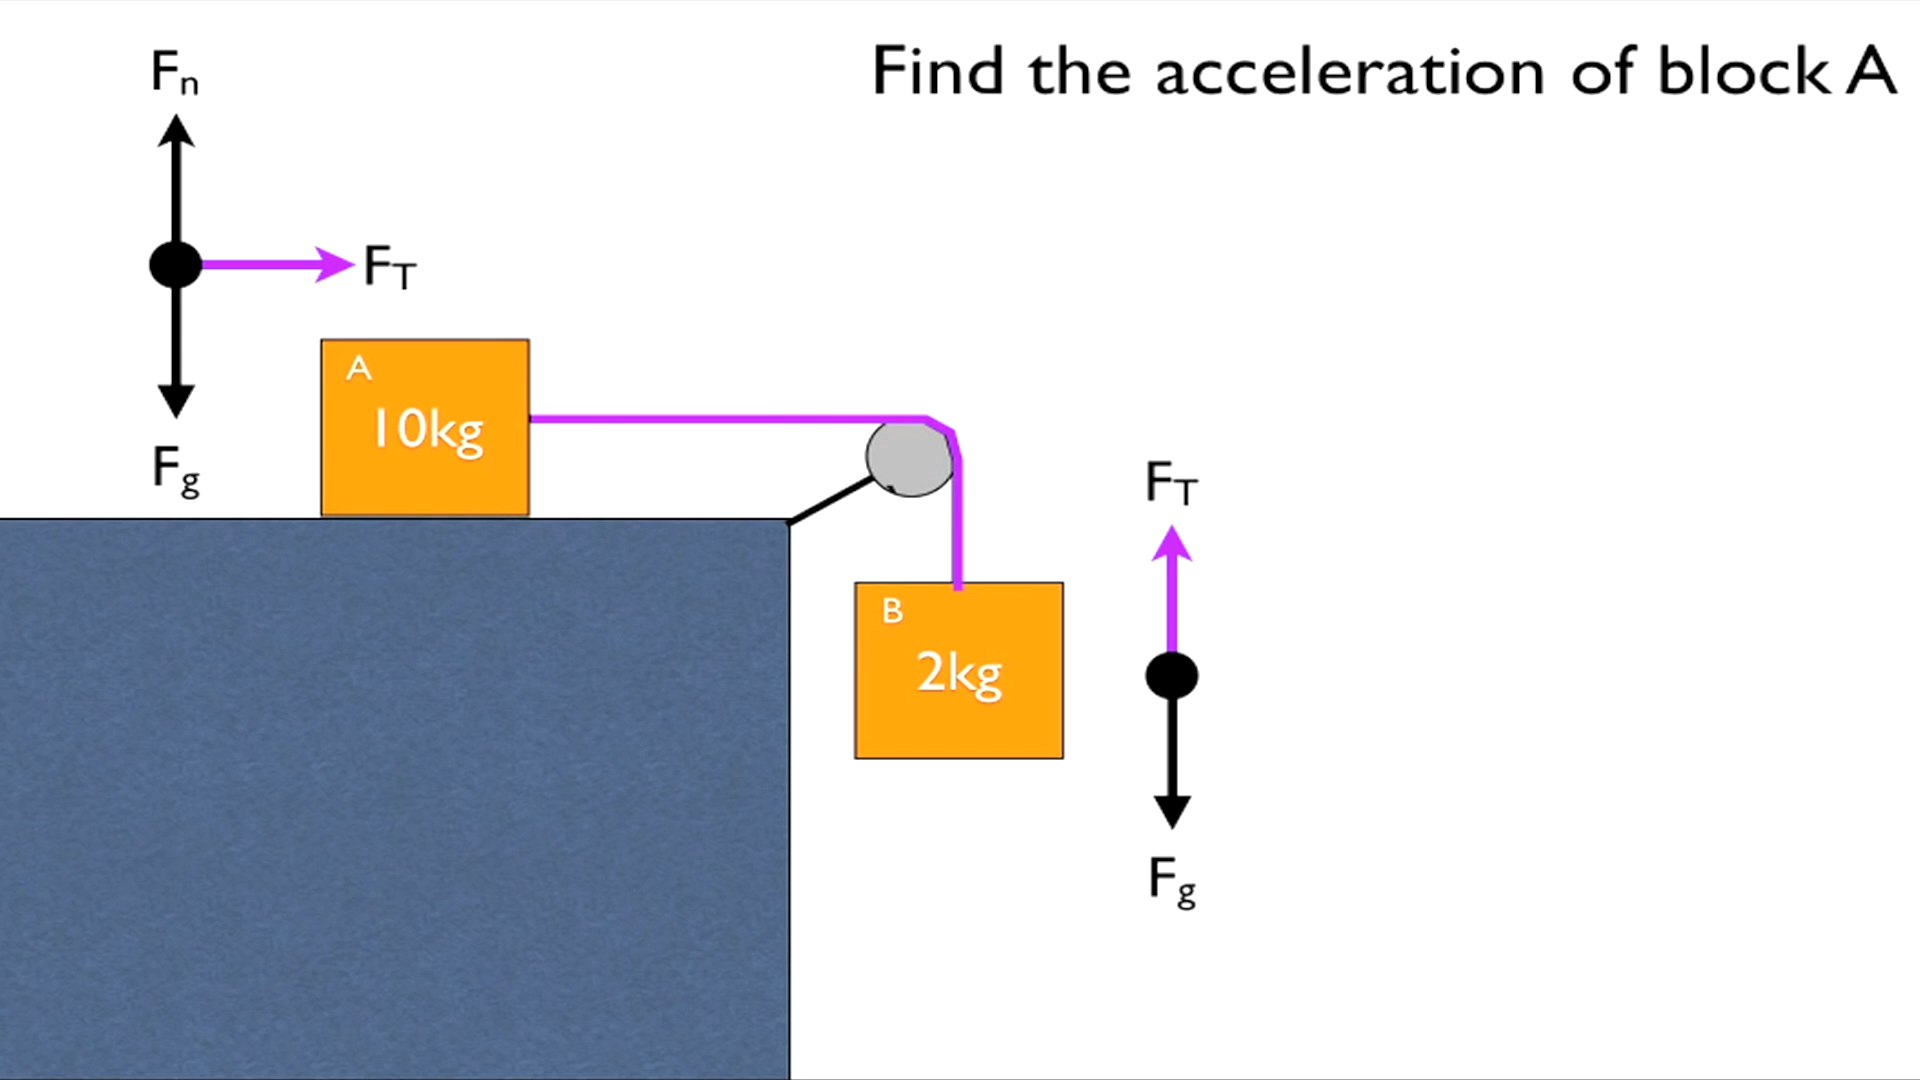 Find the acceleration of block A
Fn
FT
Fg
A
10kg
B
2kg
FT
Fg